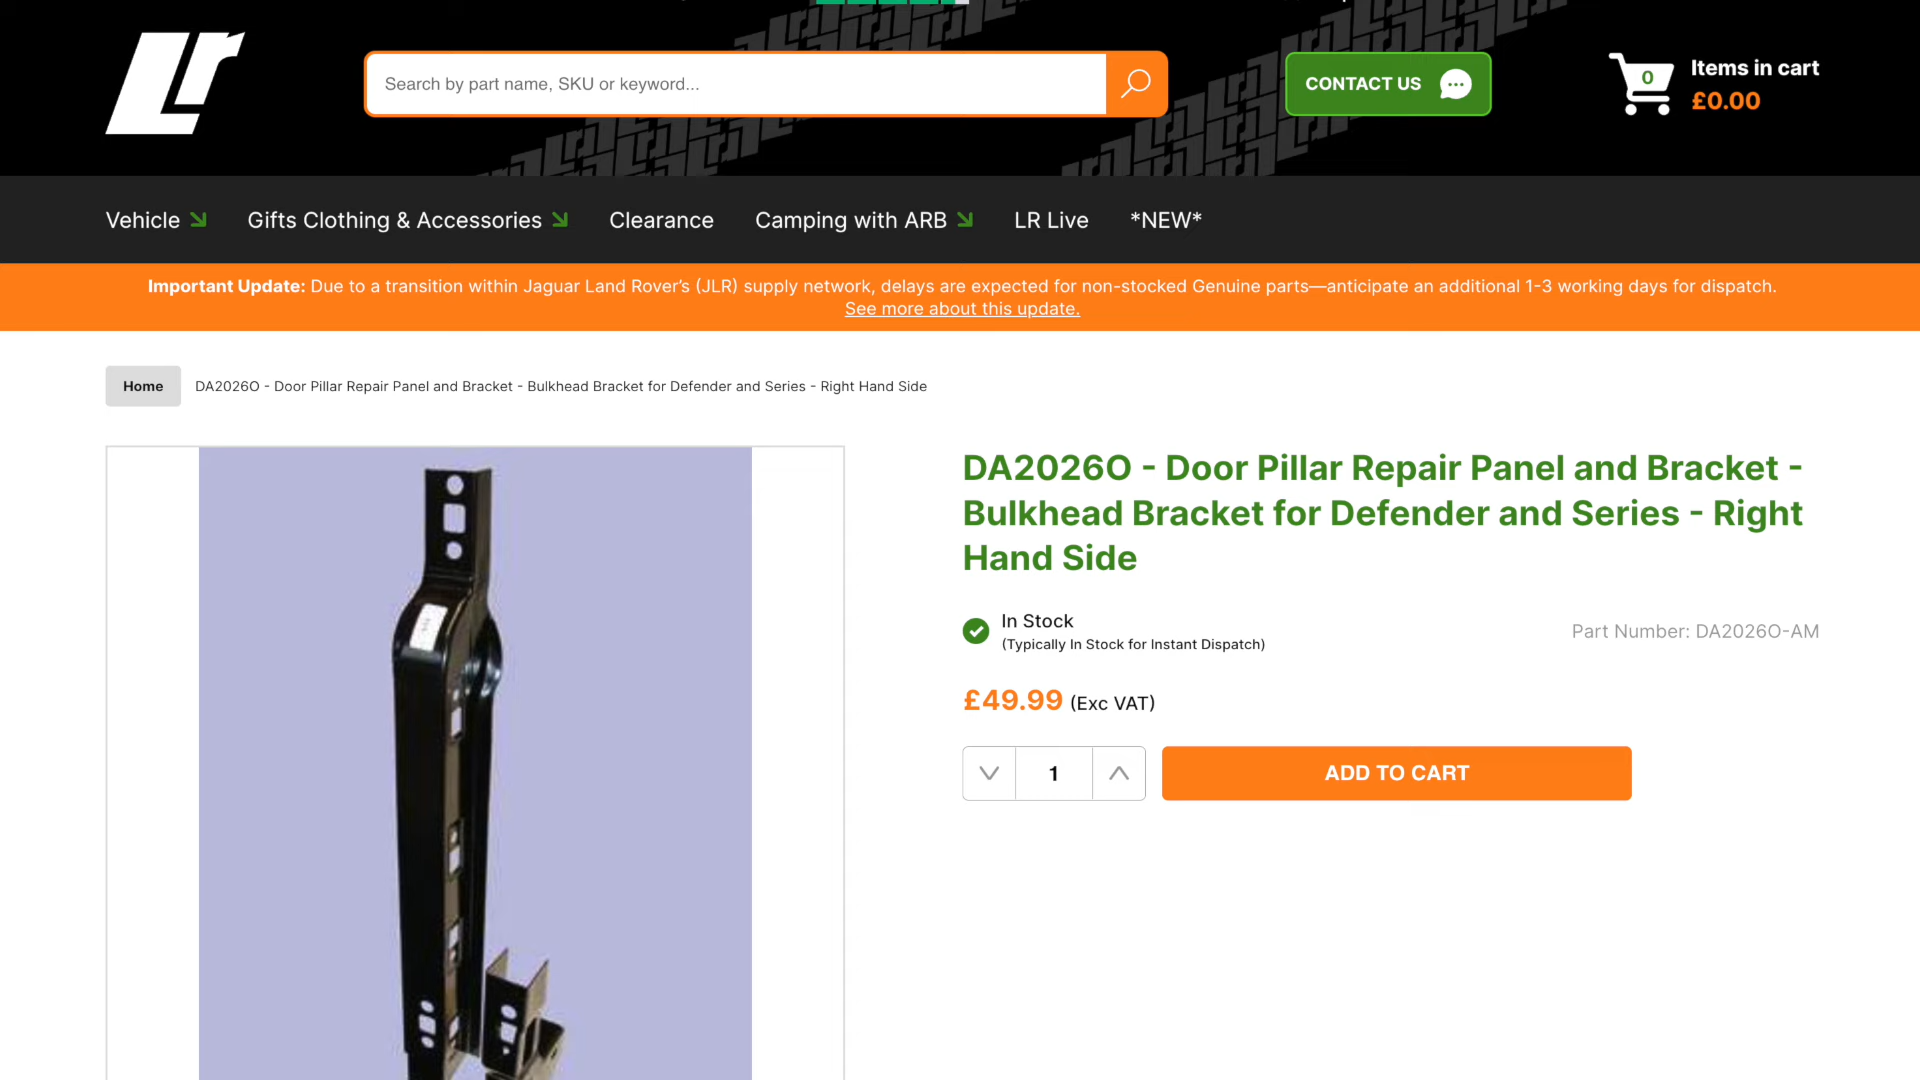 Search by part name, SKU or keyword...
CONTACT US
0
Items in cart
£0.00
Vehicle
Gifts Clothing & Accessories
Clearance
Camping with ARB
LR Live
*NEW*
Important Update: Due to a transition within Jaguar Land Rover's (JLR) supply network, delays are expected for non-stocked Genuine parts—anticipate an additional 1-3 working days for dispatch.
See more about this update.
Home
DA2026O - Door Pillar Repair Panel and Bracket - Bulkhead Bracket for Defender and Series - Right Hand Side
DA2026O - Door Pillar Repair Panel and Bracket -
Bulkhead Bracket for Defender and Series - Right
Hand Side
In Stock
(Typically In Stock for Instant Dispatch)
Part Number: DA2026O-AM
£49.99 (Exc VAT)
1
ADD TO CART